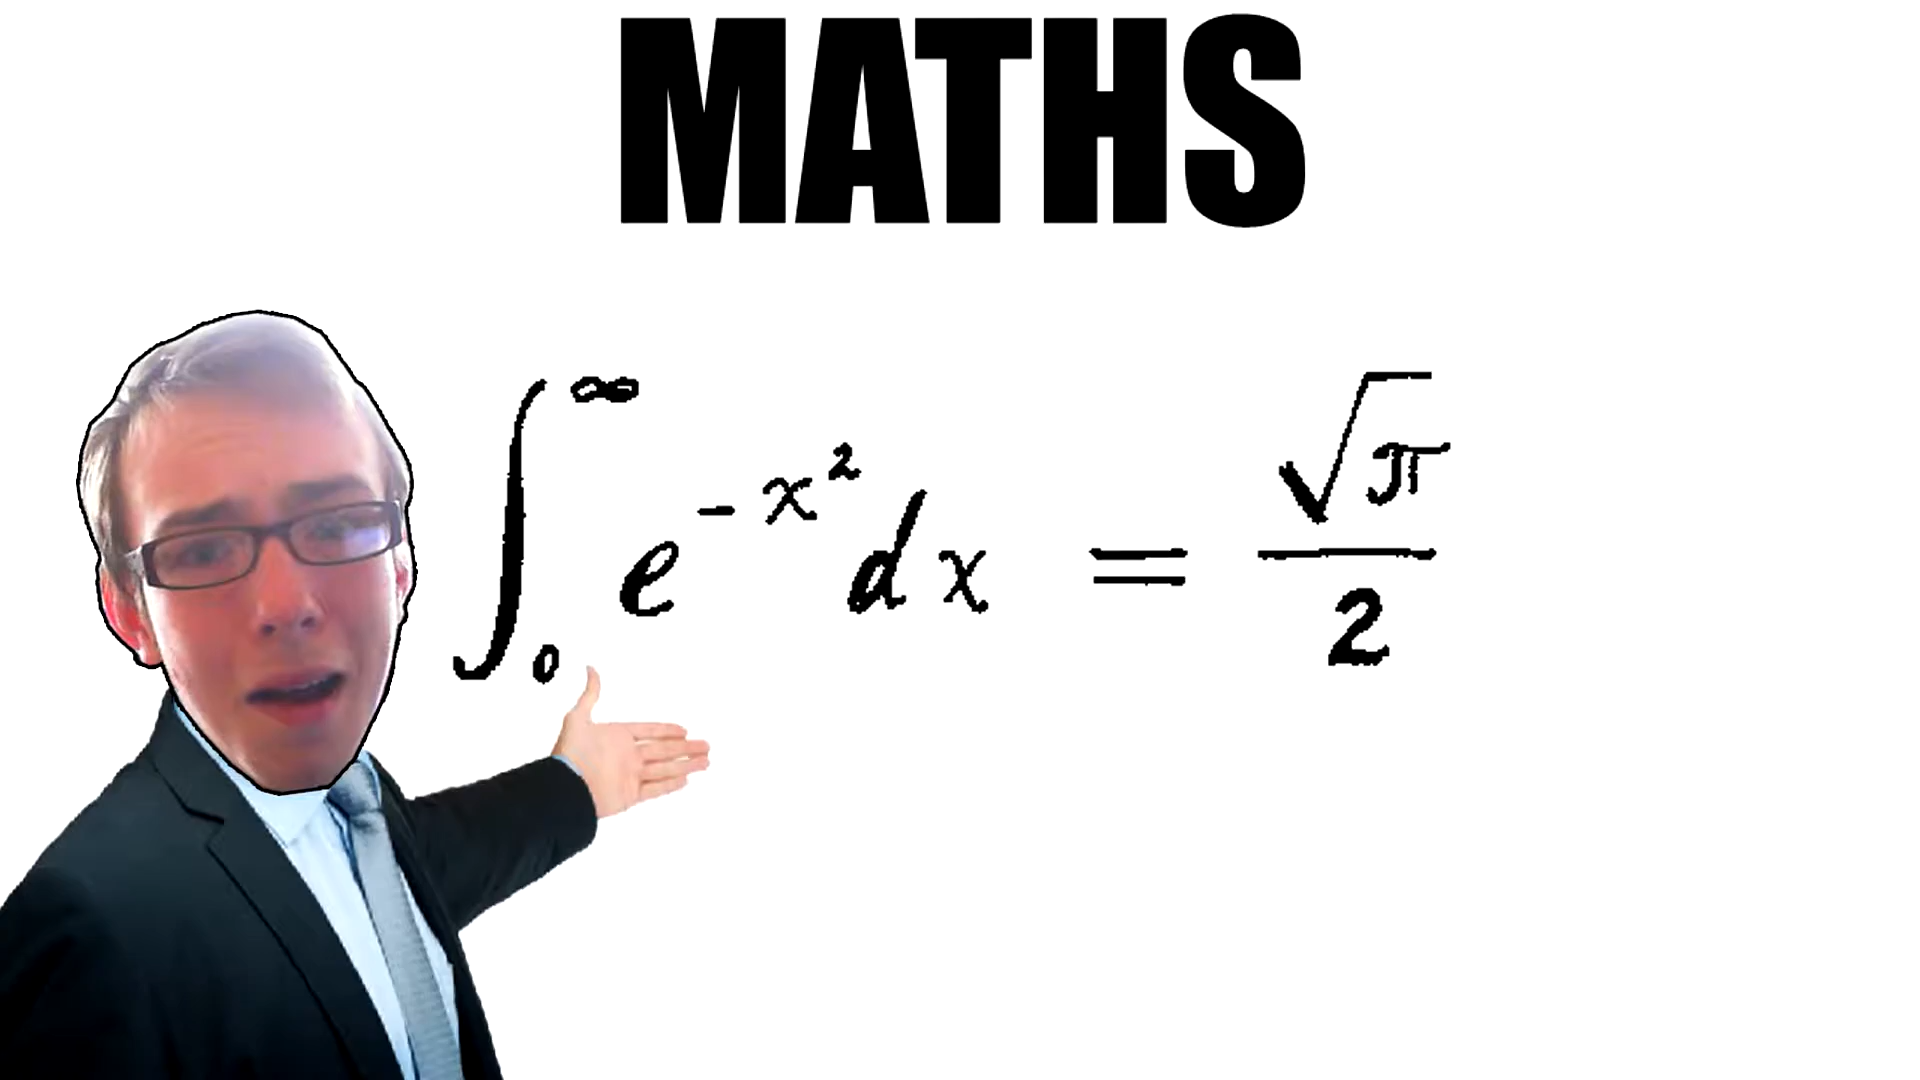 MATHS
∫₀^∞ e^(-x²) dx = √π / 2